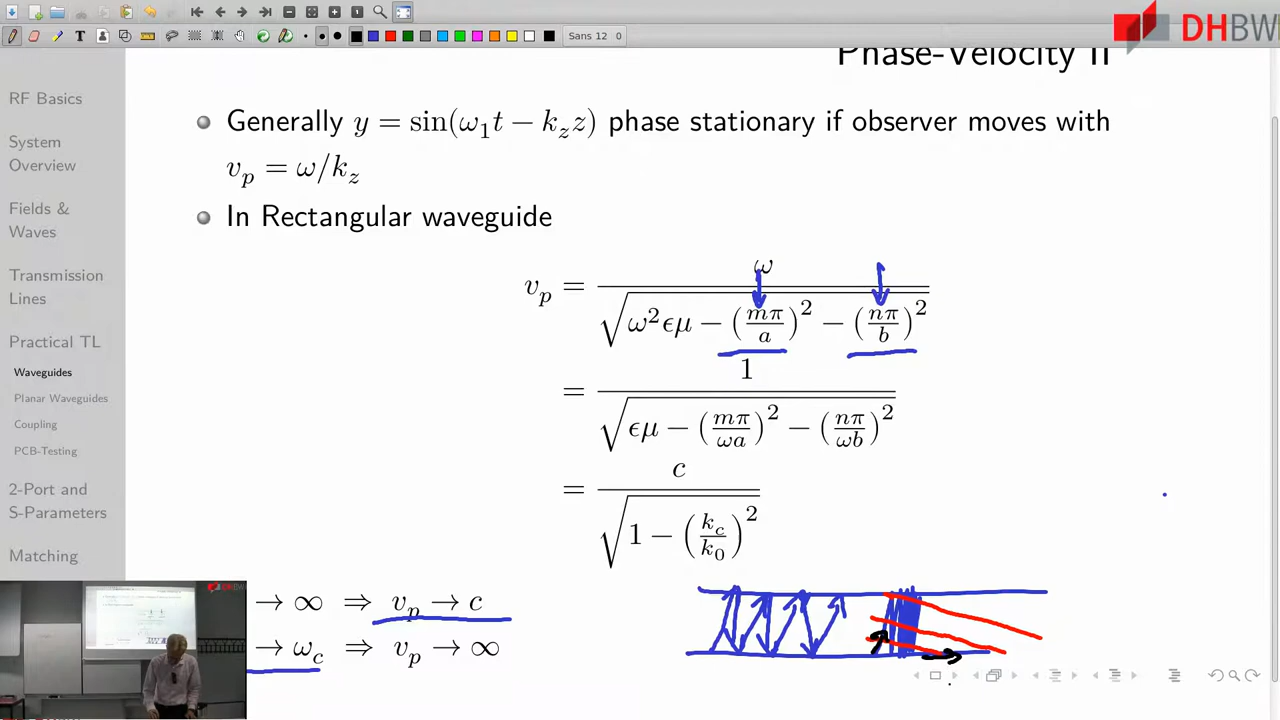 Sans 12 0
DHBW
Phase-Velocity II
RF Basics
System
Overview
Fields &
Waves
Transmission
Lines
Practical TL
Waveguides
Planar Waveguides
Coupling
PCB-Testing
2-Port and
S-Parameters
Matching
Generally y = sin(ω₁t − k_z z) phase stationary if observer moves with
v_p = ω/k_z
In Rectangular waveguide
v_p = ω / √(ω²ϵμ − (mπ/a)² − (nπ/b)²)
= 1 / √(ϵμ − (mπ/ωa)² − (nπ/ωb)²)
= c / √(1 − (k_c/k_0)²)
→ ∞ ⇒ v_p → c
→ ω_c ⇒ v_p → ∞